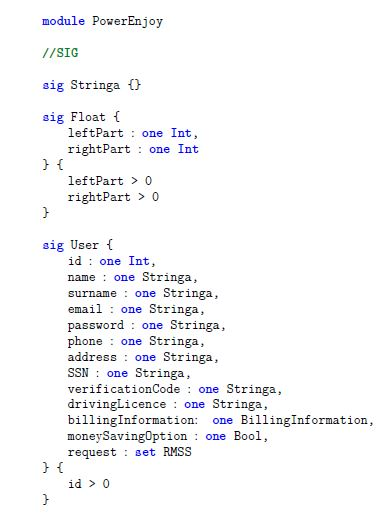 module PowerEnjoy
//SIG
sig Stringa {}
sig Float {
leftPart : one Int,
rightPart : one Int
} {
leftPart > 0
rightPart > 0
}
sig User {
id : one Int,
name : one Stringa,
surname : one Stringa,
email : one Stringa,
password : one Stringa,
phone : one Stringa,
address : one Stringa,
SSN : one Stringa,
verificationCode : one Stringa,
drivingLicence : one Stringa,
billingInformation: one BillingInformation,
moneySavingOption : one Bool,
request : set RMSS
} {
id > 0
}